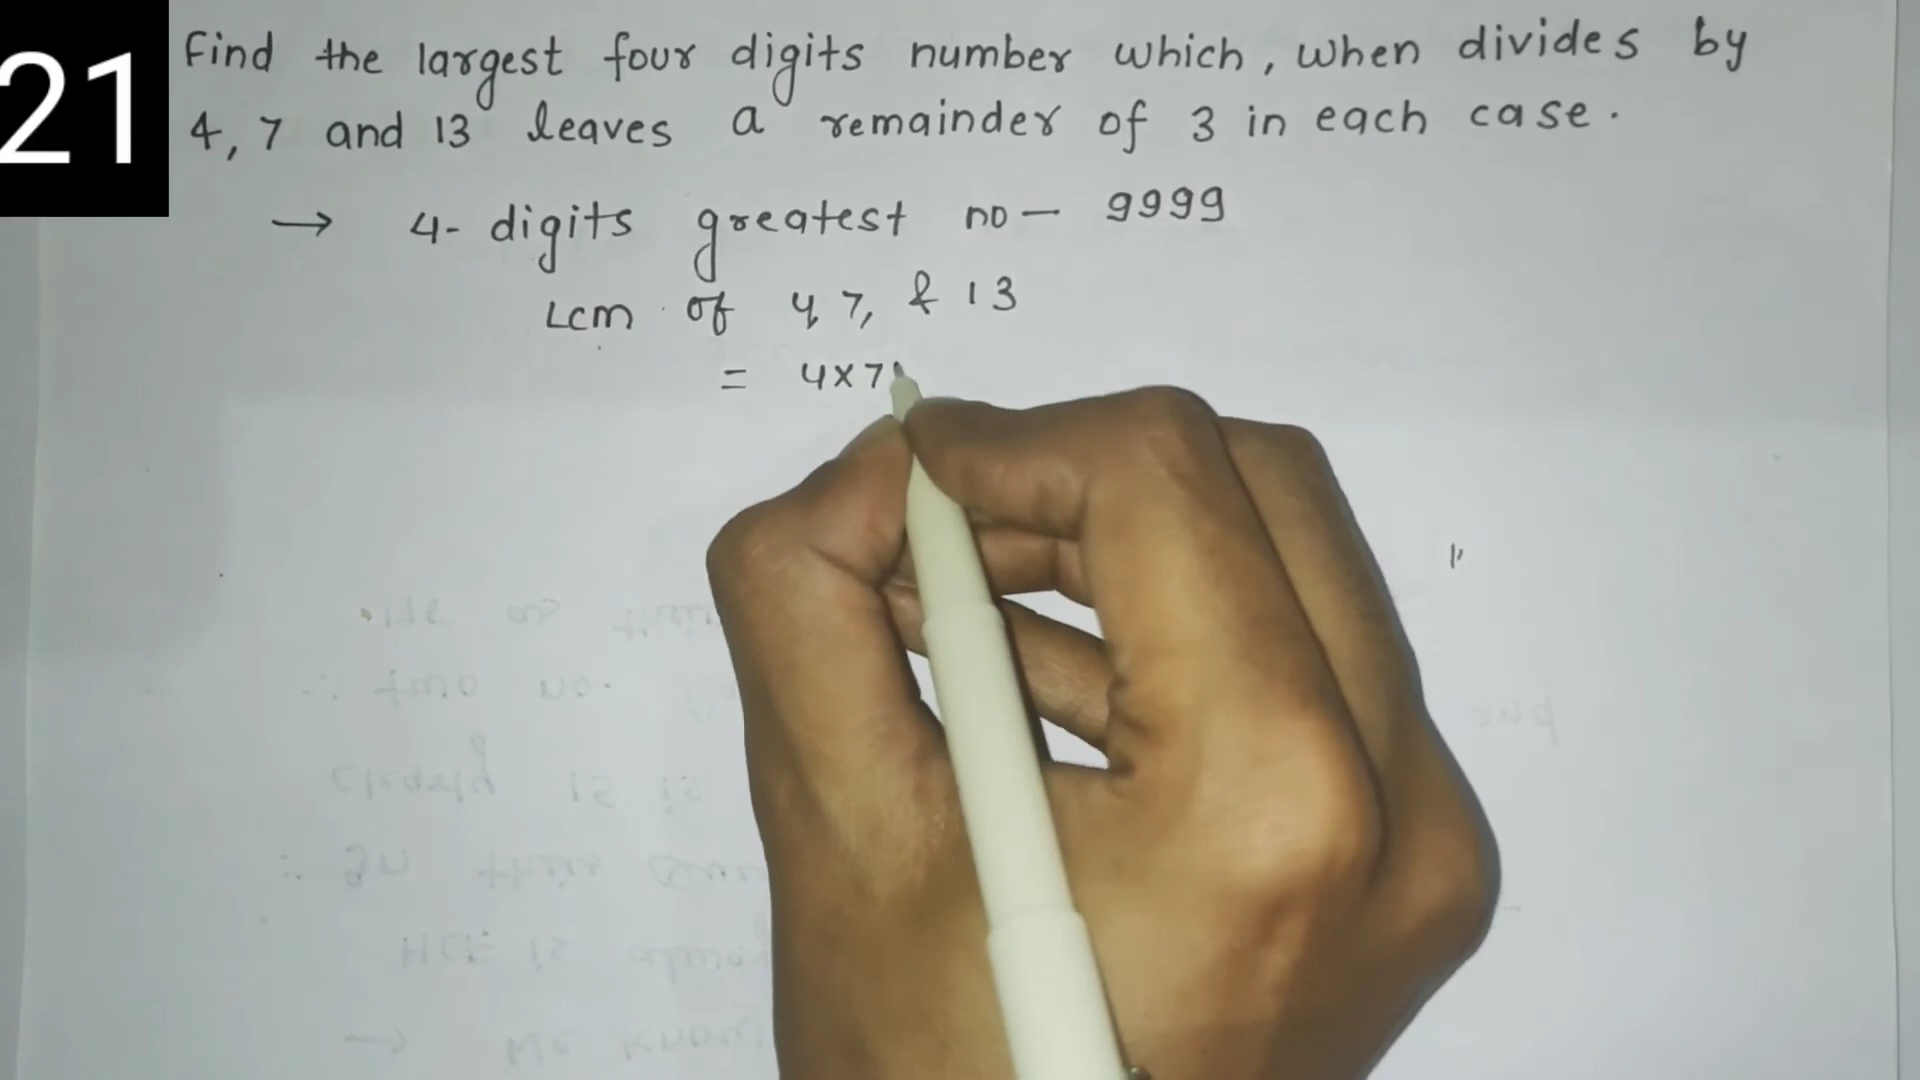 21
Find the largest four digits number which, when divides by
4, 7 and 13 leaves a remainder of 3 in each case.
→ 4- digits greatest no — 9999
Lcm of 4 7, & 13
= 4×7